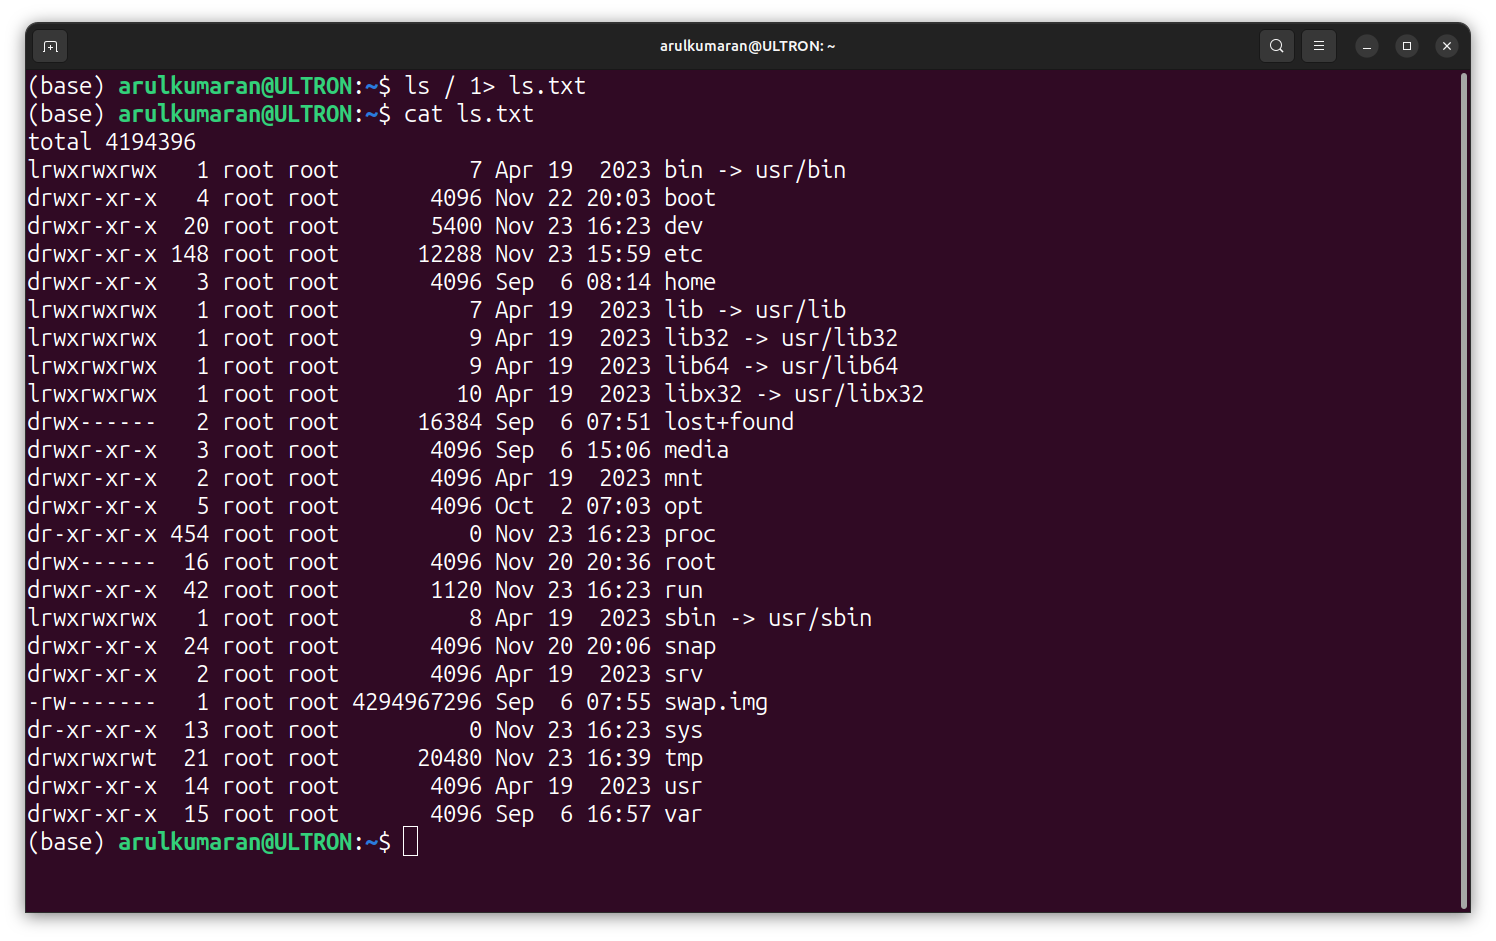 arulkumaran@ULTRON: ~
(base) arulkumaran@ULTRON:~$ ls / 1> ls.txt
(base) arulkumaran@ULTRON:~$ cat ls.txt
total 4194396
lrwxrwxrwx   1 root root          7 Apr 19  2023 bin -> usr/bin
drwxr-xr-x   4 root root       4096 Nov 22 20:03 boot
drwxr-xr-x  20 root root       5400 Nov 23 16:23 dev
drwxr-xr-x 148 root root      12288 Nov 23 15:59 etc
drwxr-xr-x   3 root root       4096 Sep  6 08:14 home
lrwxrwxrwx   1 root root          7 Apr 19  2023 lib -> usr/lib
lrwxrwxrwx   1 root root          9 Apr 19  2023 lib32 -> usr/lib32
lrwxrwxrwx   1 root root          9 Apr 19  2023 lib64 -> usr/lib64
lrwxrwxrwx   1 root root         10 Apr 19  2023 libx32 -> usr/libx32
drwx------   2 root root      16384 Sep  6 07:51 lost+found
drwxr-xr-x   3 root root       4096 Sep  6 15:06 media
drwxr-xr-x   2 root root       4096 Apr 19  2023 mnt
drwxr-xr-x   5 root root       4096 Oct  2 07:03 opt
dr-xr-xr-x 454 root root          0 Nov 23 16:23 proc
drwx------  16 root root       4096 Nov 20 20:36 root
drwxr-xr-x  42 root root       1120 Nov 23 16:23 run
lrwxrwxrwx   1 root root          8 Apr 19  2023 sbin -> usr/sbin
drwxr-xr-x  24 root root       4096 Nov 20 20:06 snap
drwxr-xr-x   2 root root       4096 Apr 19  2023 srv
-rw-------   1 root root 4294967296 Sep  6 07:55 swap.img
dr-xr-xr-x  13 root root          0 Nov 23 16:23 sys
drwxrwxrwt  21 root root      20480 Nov 23 16:39 tmp
drwxr-xr-x  14 root root       4096 Apr 19  2023 usr
drwxr-xr-x  15 root root       4096 Sep  6 16:57 var
(base) arulkumaran@ULTRON:~$